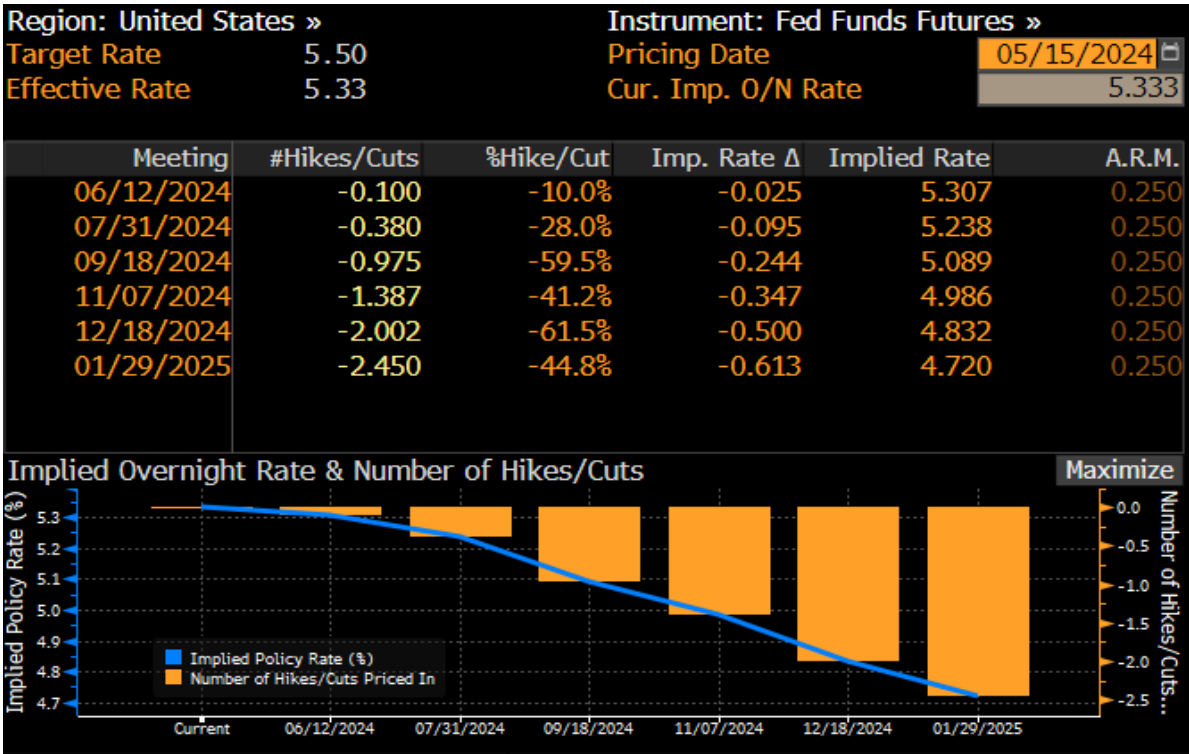 Region: United States » Instrument: Fed Funds Futures »
Target Rate 5.50 Pricing Date 05/15/2024
Effective Rate 5.33 Cur. Imp. O/N Rate 5.333
Meeting #Hikes/Cuts %Hike/Cut Imp. Rate Δ Implied Rate A.R.M.
06/12/2024 -0.100 -10.0% -0.025 5.307 0.250
07/31/2024 -0.380 -28.0% -0.095 5.238 0.250
09/18/2024 -0.975 -59.5% -0.244 5.089 0.250
11/07/2024 -1.387 -41.2% -0.347 4.986 0.250
12/18/2024 -2.002 -61.5% -0.500 4.832 0.250
01/29/2025 -2.450 -44.8% -0.613 4.720 0.250
Implied Overnight Rate & Number of Hikes/Cuts Maximize
Implied Policy Rate (%)
5.3
5.2
5.1
5.0
4.9
4.8
4.7
Implied Policy Rate (%)
Number of Hikes/Cuts Priced In
0.0
-0.5
-1.0
-1.5
-2.0
-2.5
Number of Hikes/Cuts...
Current 06/12/2024 07/31/2024 09/18/2024 11/07/2024 12/18/2024 01/29/2025